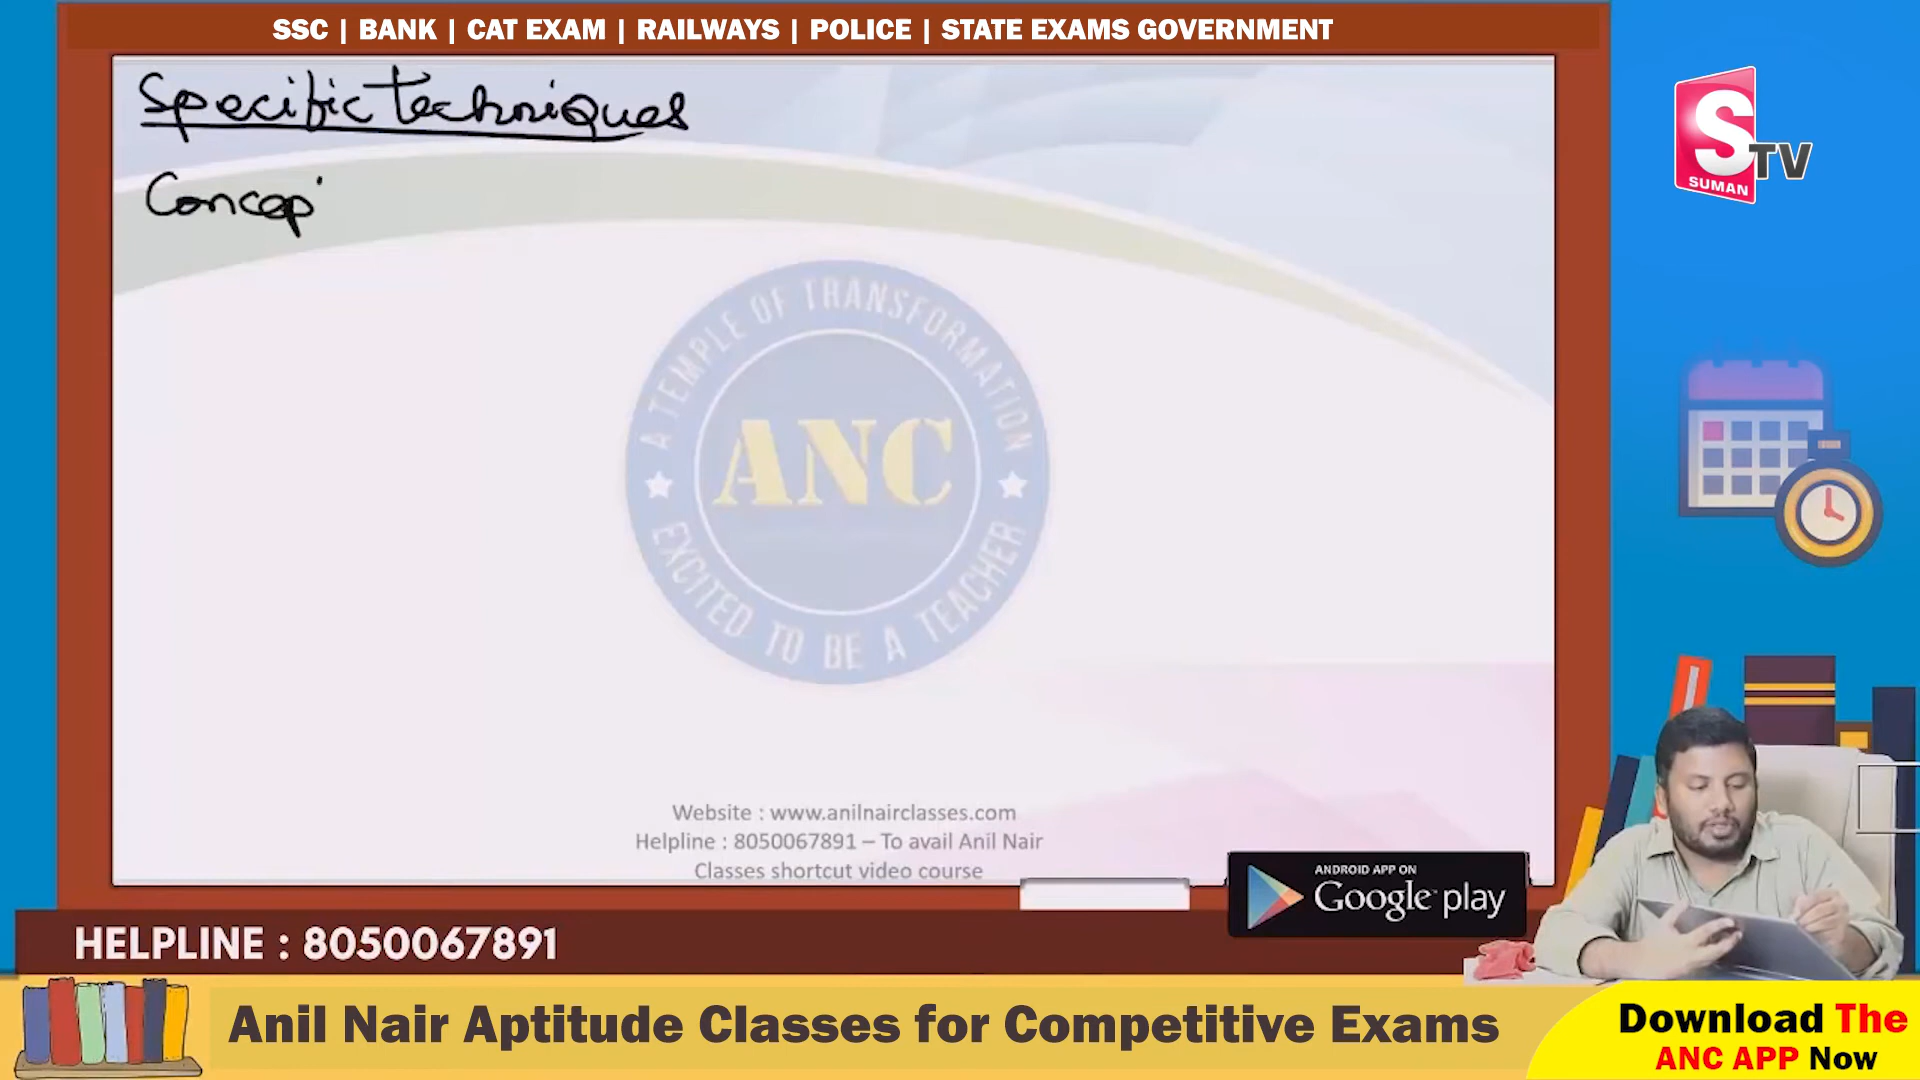 SSC | BANK | CAT EXAM | RAILWAYS | POLICE | STATE EXAMS GOVERNMENT
S TV
SUMAN
Specific Techniques
Concep
A TEMPLE OF TRANSFORMATION
ANC
EXCITED TO BE A TEACHER
Website : www.anilnairclasses.com
Helpline : 8050067891 – To avail Anil Nair
Classes shortcut video course
ANDROID APP ON
Google play
HELPLINE : 8050067891
Anil Nair Aptitude Classes for Competitive Exams
Download The
ANC APP Now